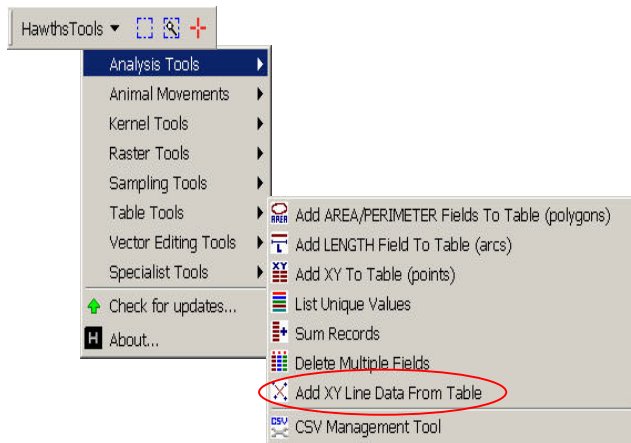 HawthsTools
Analysis Tools
Animal Movements
Kernel Tools
Raster Tools
Sampling Tools
Table Tools
Vector Editing Tools
Specialist Tools
Check for updates...
H About...
AREA Add AREA/PERIMETER Fields To Table (polygons)
L Add LENGTH Field To Table (arcs)
XY Add XY To Table (points)
List Unique Values
Sum Records
Delete Multiple Fields
Add XY Line Data From Table
CSV CSV Management Tool